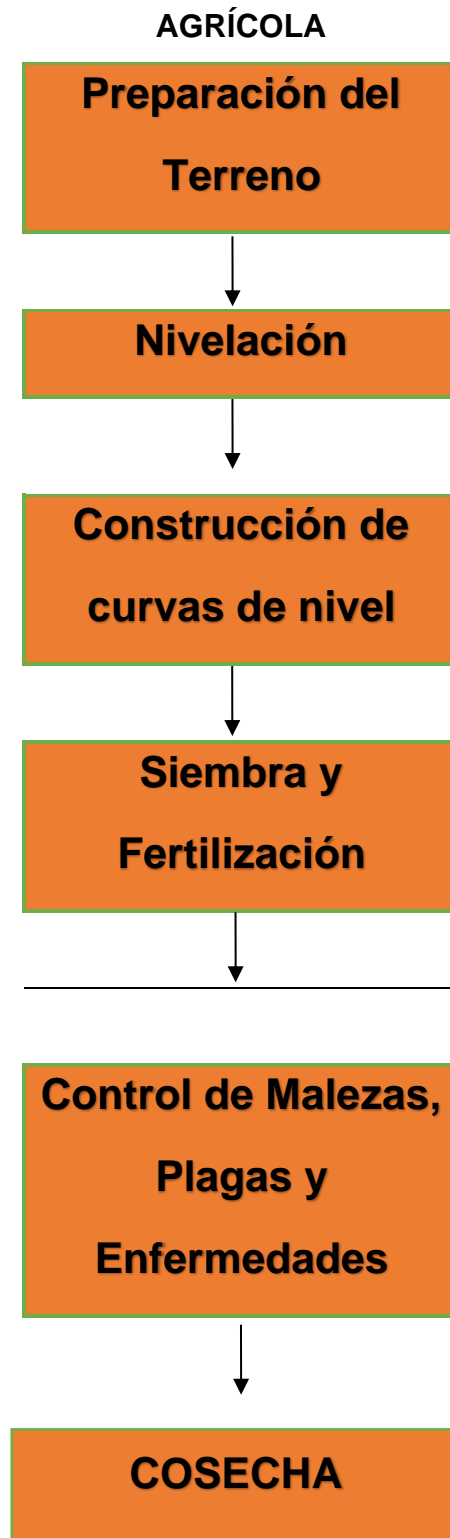 AGRÍCOLA
Preparación del
Terreno
Nivelación
Construcción de
curvas de nivel
Siembra y
Fertilización
Control de Malezas,
Plagas y
Enfermedades
COSECHA